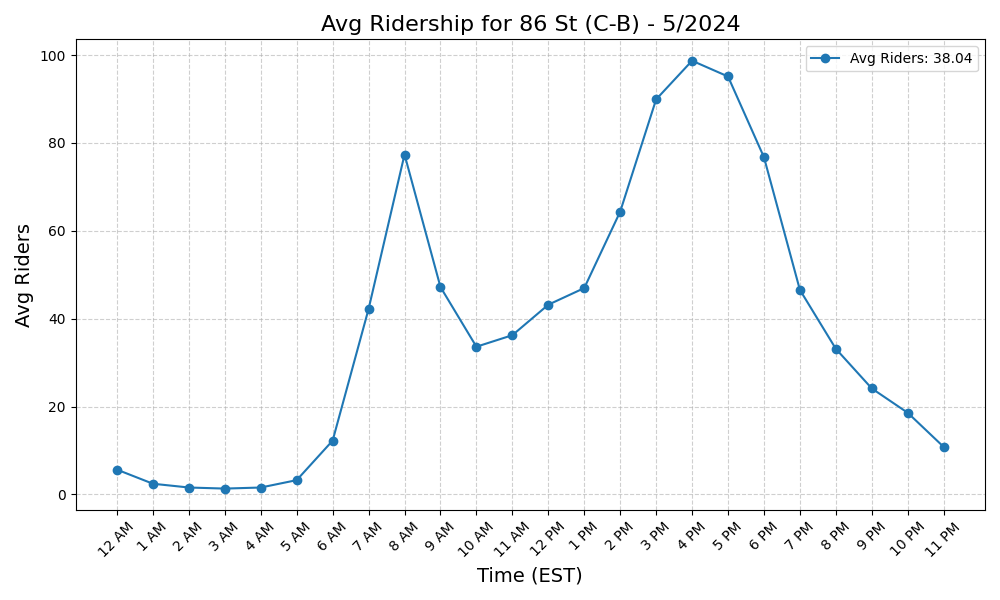 Avg Ridership for 86 St (C-B) - 5/2024
Avg Riders: 38.04
Avg Riders
100
80
60
40
20
0
12 AM
1 AM
2 AM
3 AM
4 AM
5 AM
6 AM
7 AM
8 AM
9 AM
10 AM
11 AM
12 PM
1 PM
2 PM
3 PM
4 PM
5 PM
6 PM
7 PM
8 PM
9 PM
10 PM
11 PM
Time (EST)